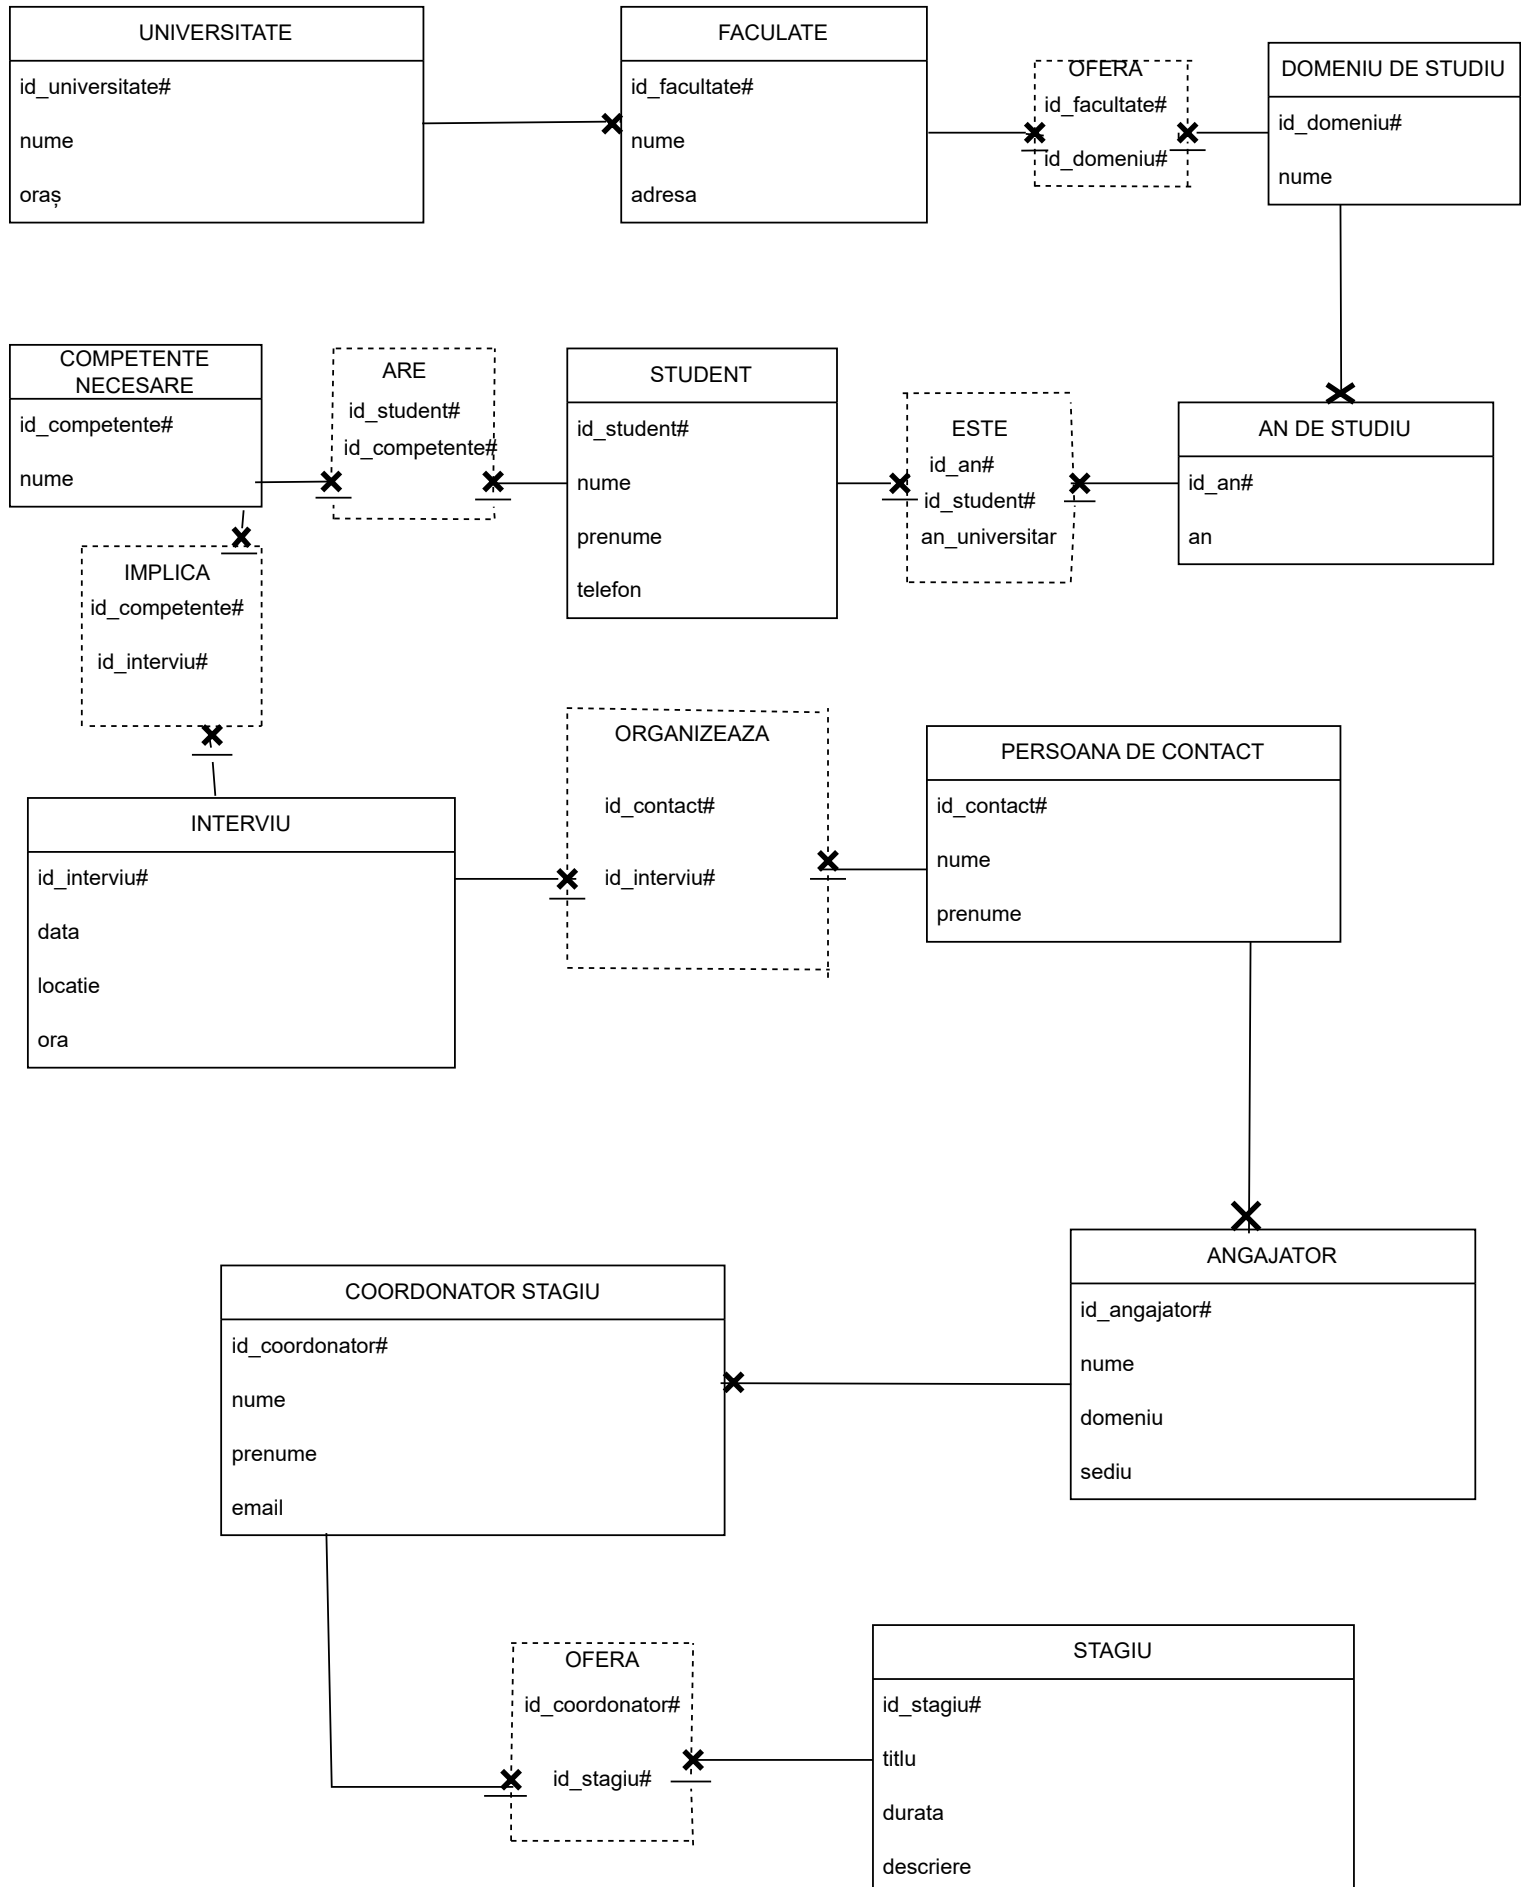 UNIVERSITATE
id_universitate#
nume
oraș
FACULATE
id_facultate#
nume
adresa
OFERA
id_facultate#
id_domeniu#
DOMENIU DE STUDIU
id_domeniu#
nume
COMPETENTE
NECESARE
id_competente#
nume
ARE
id_student#
id_competente#
STUDENT
id_student#
nume
prenume
telefon
ESTE
id_an#
id_student#
an_universitar
AN DE STUDIU
id_an#
an
IMPLICA
id_competente#
id_interviu#
INTERVIU
id_interviu#
data
locatie
ora
ORGANIZEAZA
id_contact#
id_interviu#
PERSOANA DE CONTACT
id_contact#
nume
prenume
COORDONATOR STAGIU
id_coordonator#
nume
prenume
email
ANGAJATOR
id_angajator#
nume
domeniu
sediu
OFERA
id_coordonator#
id_stagiu#
STAGIU
id_stagiu#
titlu
durata
descriere